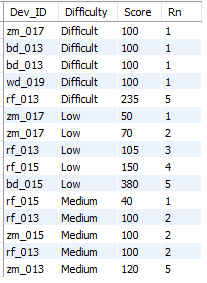 Dev_ID Difficulty Score Rn
zm_017 Difficult 100 1
bd_013 Difficult 100 1
bd_013 Difficult 100 1
wd_019 Difficult 100 1
rf_013 Difficult 235 5
zm_017 Low 50 1
zm_017 Low 70 2
rf_013 Low 105 3
rf_015 Low 150 4
bd_015 Low 380 5
rf_015 Medium 40 1
rf_013 Medium 100 2
zm_015 Medium 100 2
rf_013 Medium 100 2
zm_013 Medium 120 5